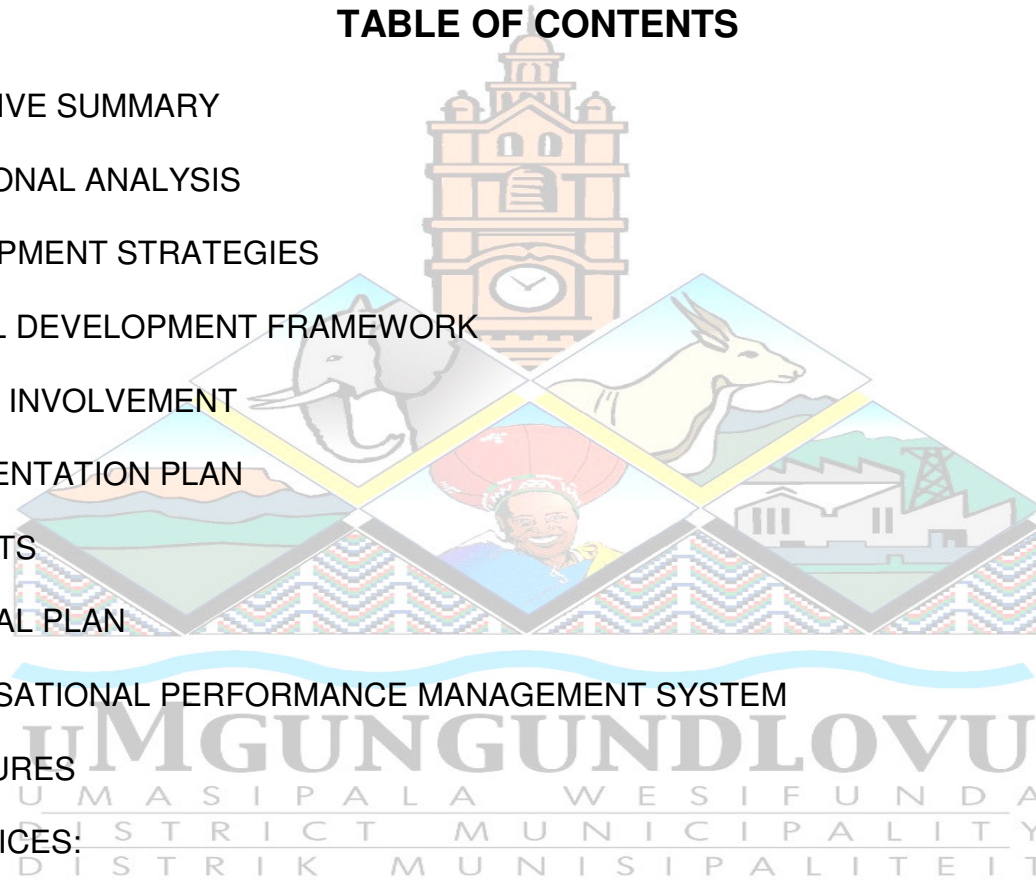 TABLE OF CONTENTS
IVE SUMMARY
ONAL ANALYSIS
PMENT STRATEGIES
L DEVELOPMENT FRAMEWORK
INVOLVEMENT
ENTATION PLAN
TS
AL PLAN
SATIONAL PERFORMANCE MANAGEMENT SYSTEM
uMGUNGUNDLOVU
URES
UMASIPALA WESIFUNDA
ICES:
DISTRICT MUNICIPALITY
DISTRIK MUNISIPALITEIT